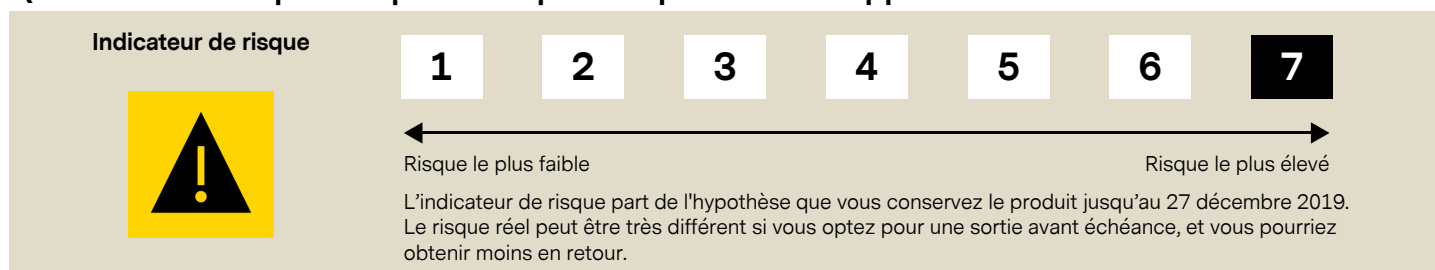 Indicateur de risque
1 2 3 4 5 6 7
Risque le plus faible Risque le plus élevé
L’indicateur de risque part de l'hypothèse que vous conservez le produit jusqu’au 27 décembre 2019.
Le risque réel peut être très différent si vous optez pour une sortie avant échéance, et vous pourriez
obtenir moins en retour.